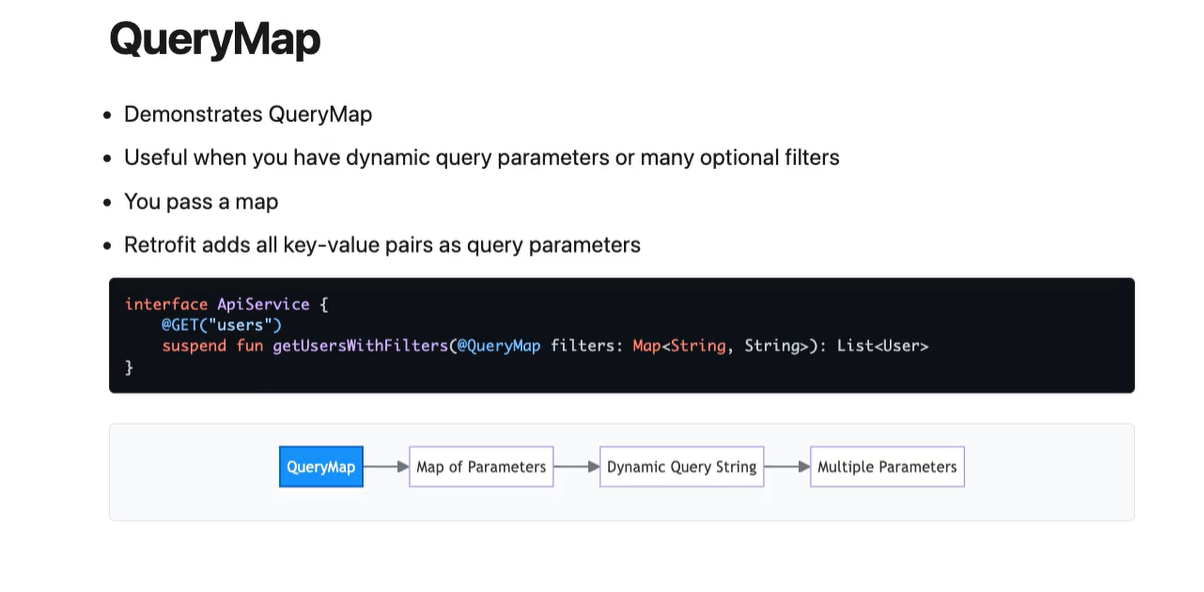 QueryMap
• Demonstrates QueryMap
• Useful when you have dynamic query parameters or many optional filters
• You pass a map
• Retrofit adds all key-value pairs as query parameters
interface ApiService {
    @GET("users")
    suspend fun getUsersWithFilters(@QueryMap filters: Map<String, String>): List<User>
}
QueryMap
Map of Parameters
Dynamic Query String
Multiple Parameters